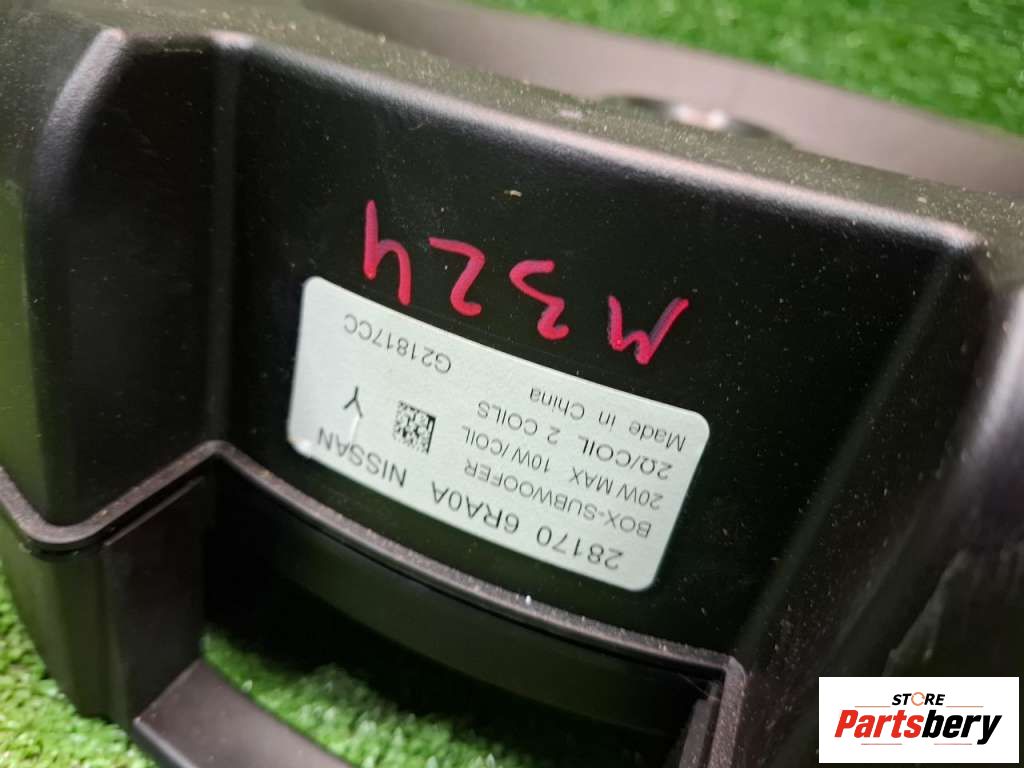 28170 6RA0A NISSAN
BOX-SUBWOOFER
20W MAX 10W/COIL
2Ω/COIL 2 COILS
Y
Made in China
G21817CC
M324
STORE
Partsbery